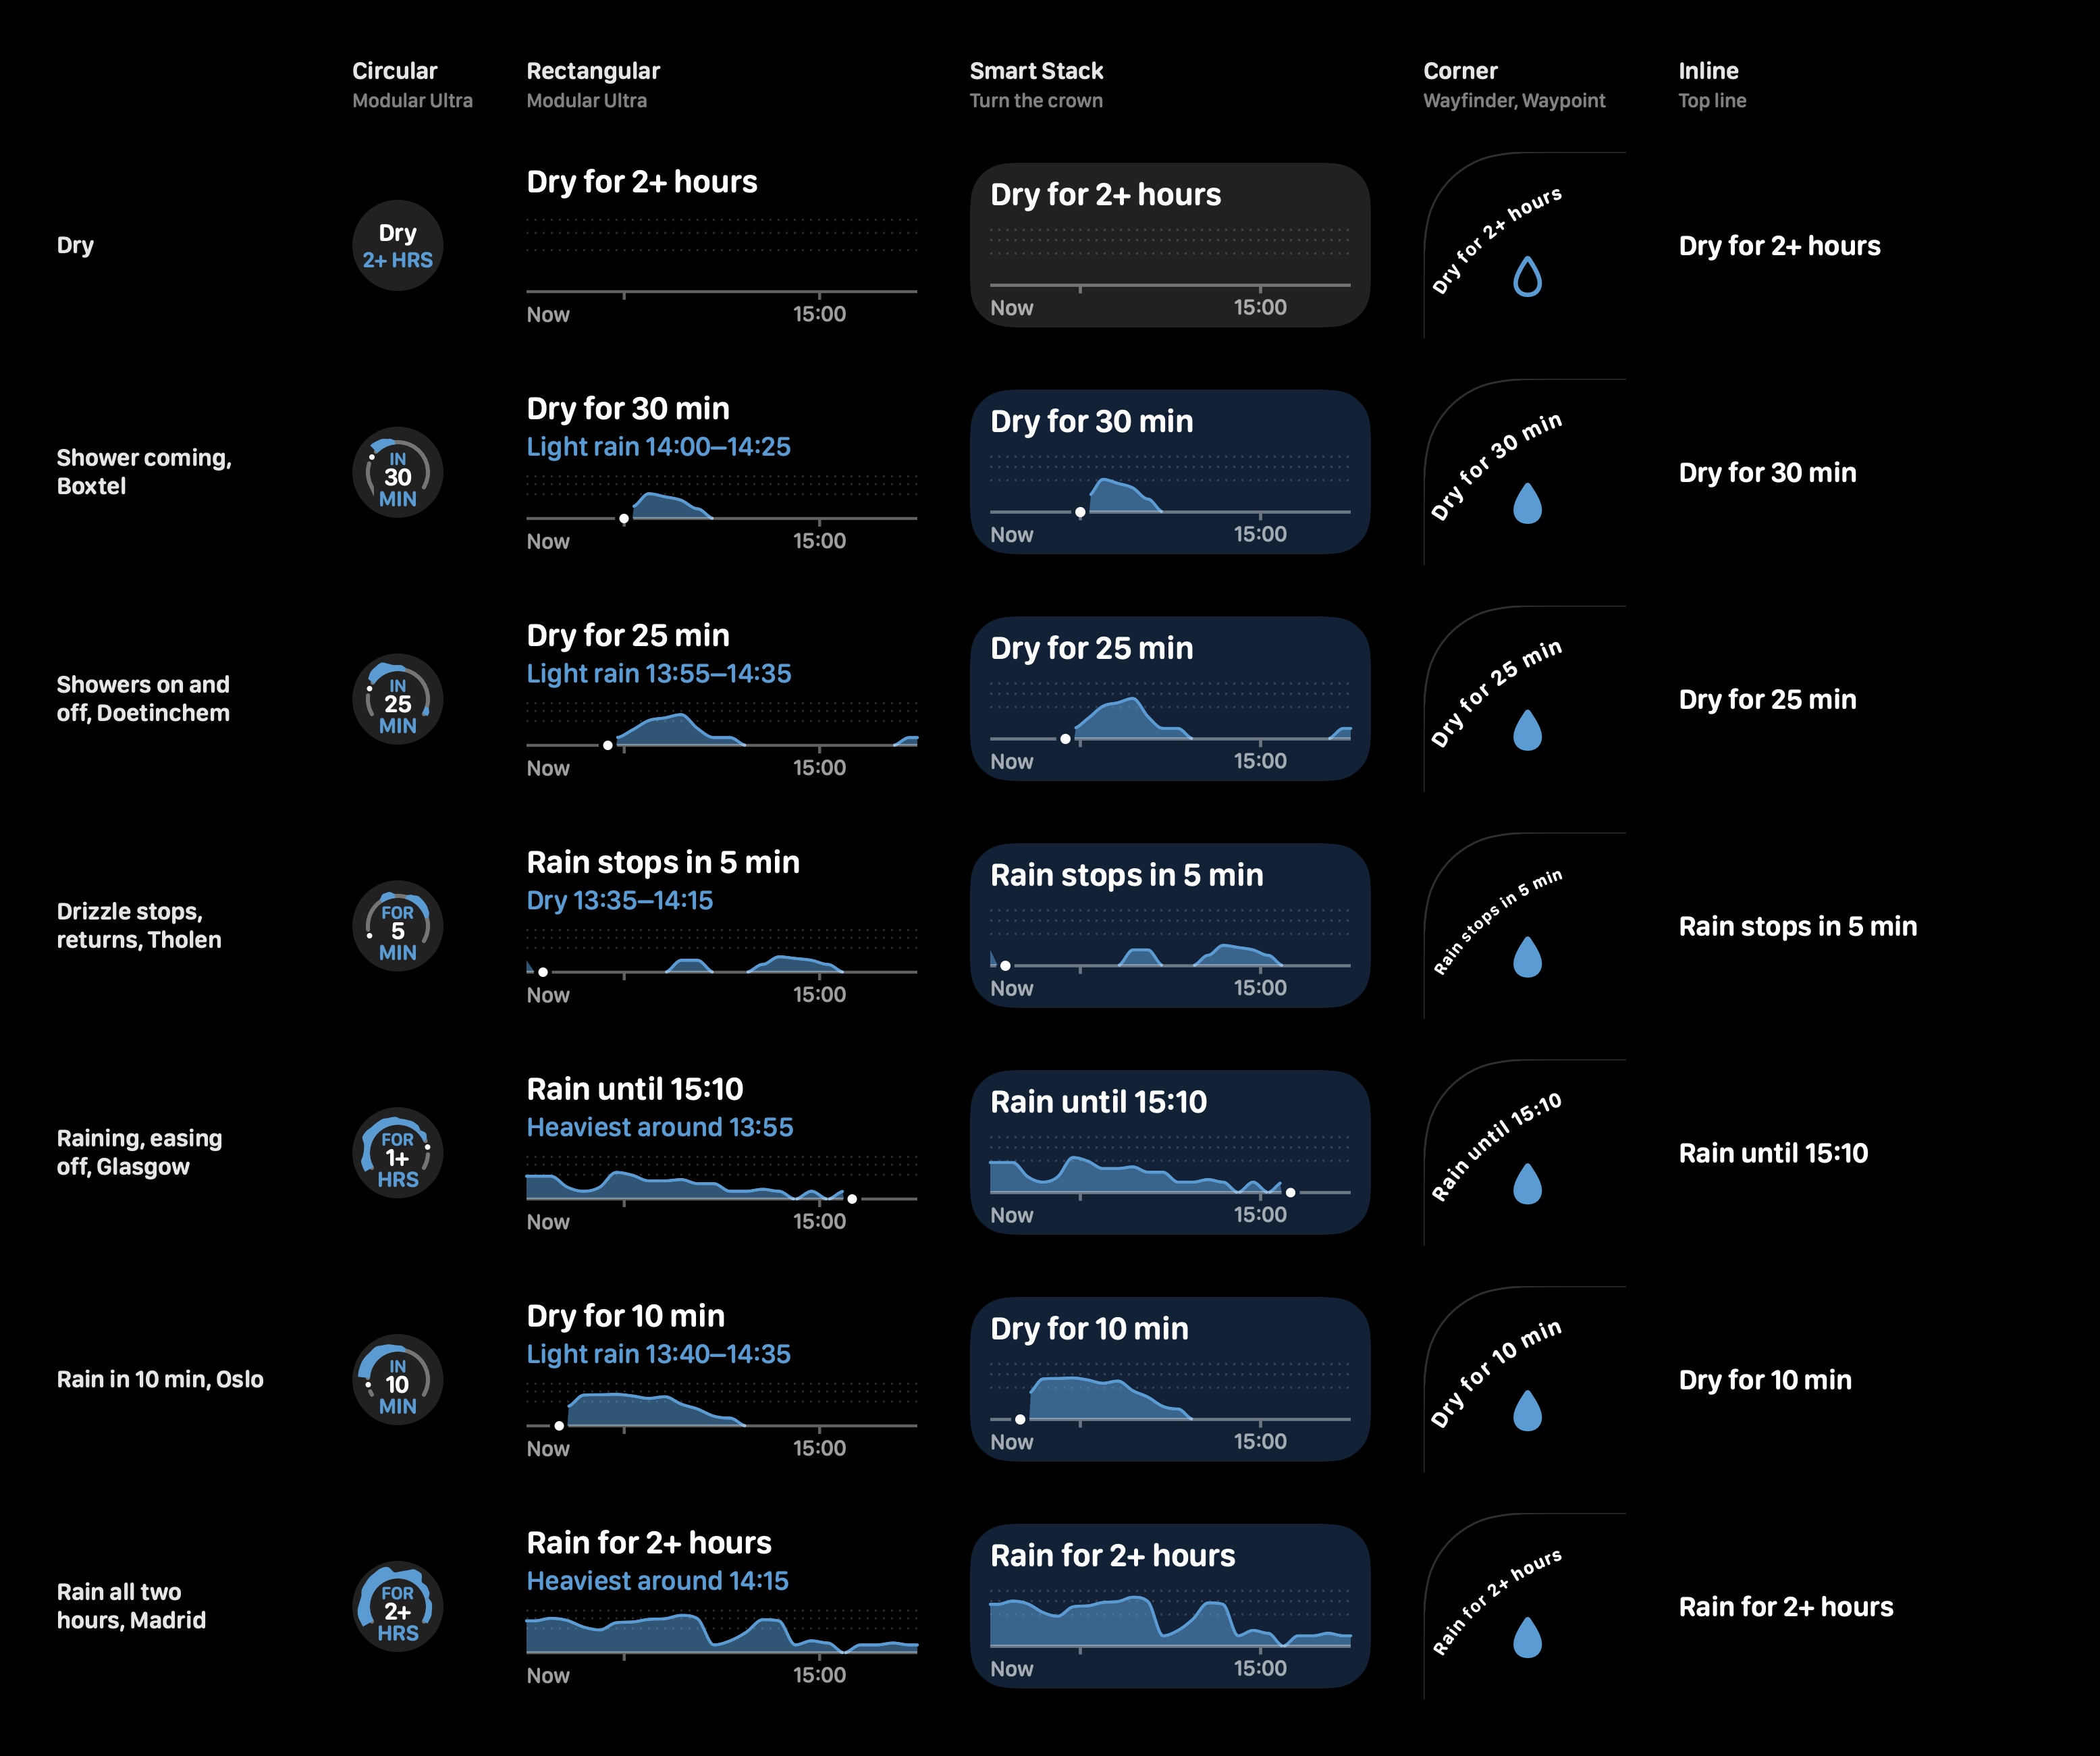 Circular
Modular Ultra
Rectangular
Modular Ultra
Smart Stack
Turn the crown
Corner
Wayfinder, Waypoint
Inline
Top line
Dry
Dry
2+ HRS
Dry for 2+ hours
Now 15:00
Dry for 2+ hours
Now 15:00
Dry for 2+ hours
Dry for 2+ hours
Shower coming,
Boxtel
IN
30
MIN
Dry for 30 min
Light rain 14:00–14:25
Now 15:00
Dry for 30 min
Now 15:00
Dry for 30 min
Dry for 30 min
Showers on and
off, Doetinchem
IN
25
MIN
Dry for 25 min
Light rain 13:55–14:35
Now 15:00
Dry for 25 min
Now 15:00
Dry for 25 min
Dry for 25 min
Drizzle stops,
returns, Tholen
FOR
5
MIN
Rain stops in 5 min
Dry 13:35–14:15
Now 15:00
Rain stops in 5 min
Now 15:00
Rain stops in 5 min
Rain stops in 5 min
Raining, easing
off, Glasgow
FOR
1+
HRS
Rain until 15:10
Heaviest around 13:55
Now 15:00
Rain until 15:10
Now 15:00
Rain until 15:10
Rain until 15:10
Rain in 10 min, Oslo
IN
10
MIN
Dry for 10 min
Light rain 13:40–14:35
Now 15:00
Dry for 10 min
Now 15:00
Dry for 10 min
Dry for 10 min
Rain all two
hours, Madrid
FOR
2+
HRS
Rain for 2+ hours
Heaviest around 14:15
Now 15:00
Rain for 2+ hours
Now 15:00
Rain for 2+ hours
Rain for 2+ hours